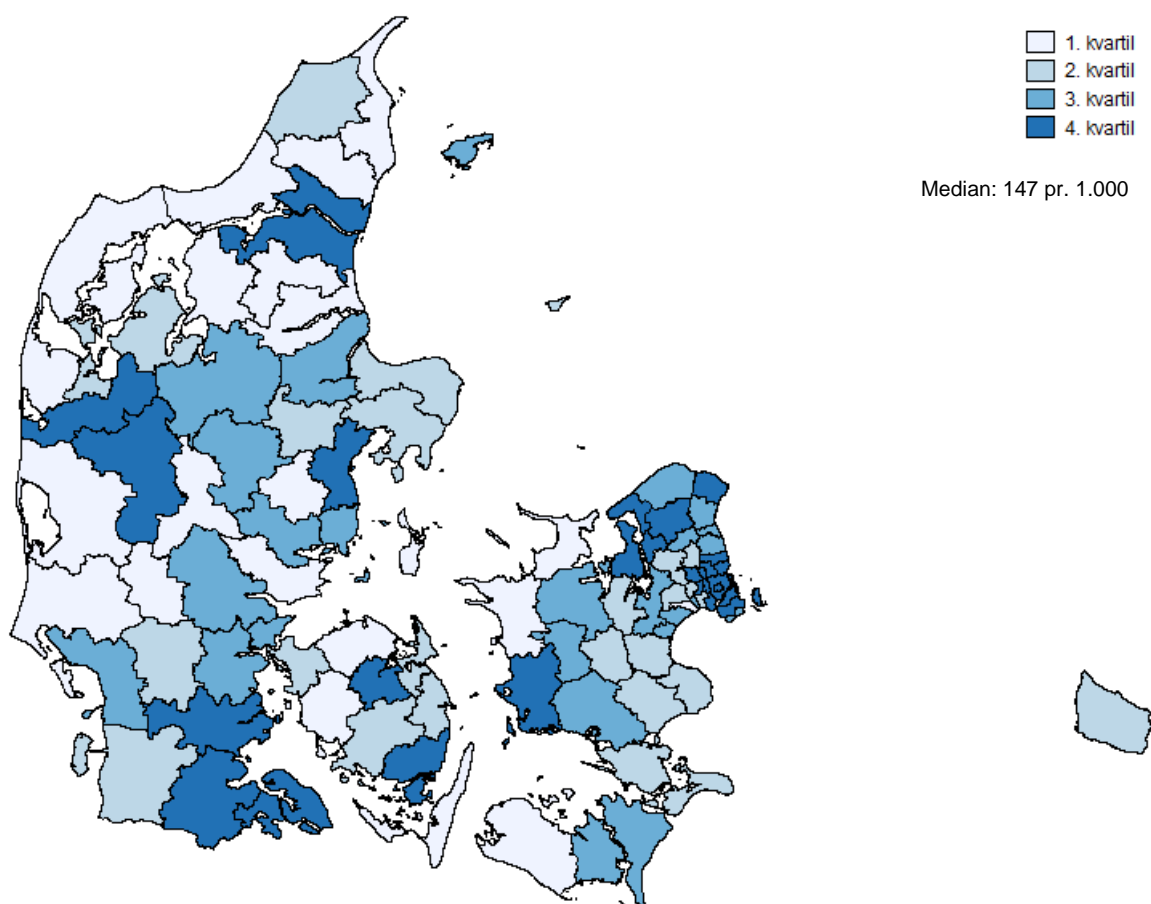 1. kvartil
2. kvartil
3. kvartil
4. kvartil
Median: 147 pr. 1.000